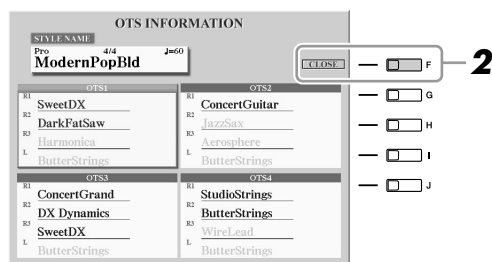 OTS INFORMATION
STYLE NAME
Pro 4/4 ♩=60
ModernPopBld
CLOSE
F
2
G
H
I
J
OTS1
R1 SweetDX
R2 DarkFatSaw
R3 Harmonica
L ButterStrings
OTS2
R1 ConcertGuitar
R2 JazzSax
R3 Aerosphere
L ButterStrings
OTS3
R1 ConcertGrand
R2 DX Dynamics
R3 SweetDX
L ButterStrings
OTS4
R1 StudioStrings
R2 ButterStrings
R3 WireLead
L ButterStrings